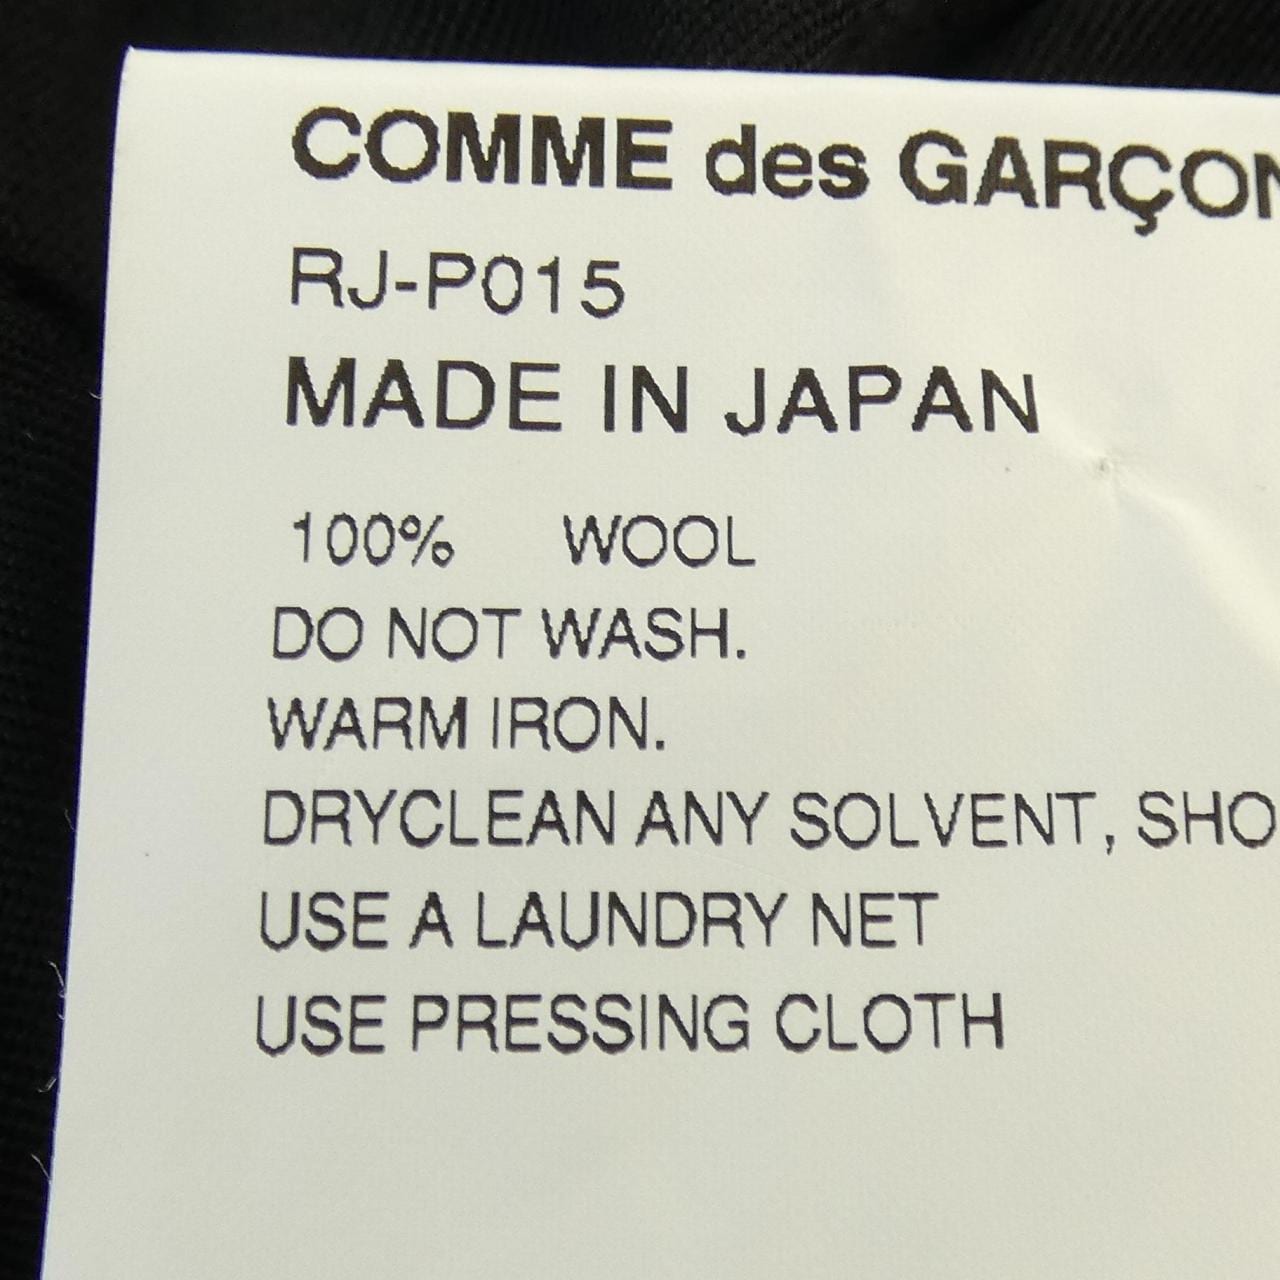 COMME des GARÇON
RJ-P015
MADE IN JAPAN
100% WOOL
DO NOT WASH.
WARM IRON.
DRYCLEAN ANY SOLVENT, SHO
USE A LAUNDRY NET
USE PRESSING CLOTH